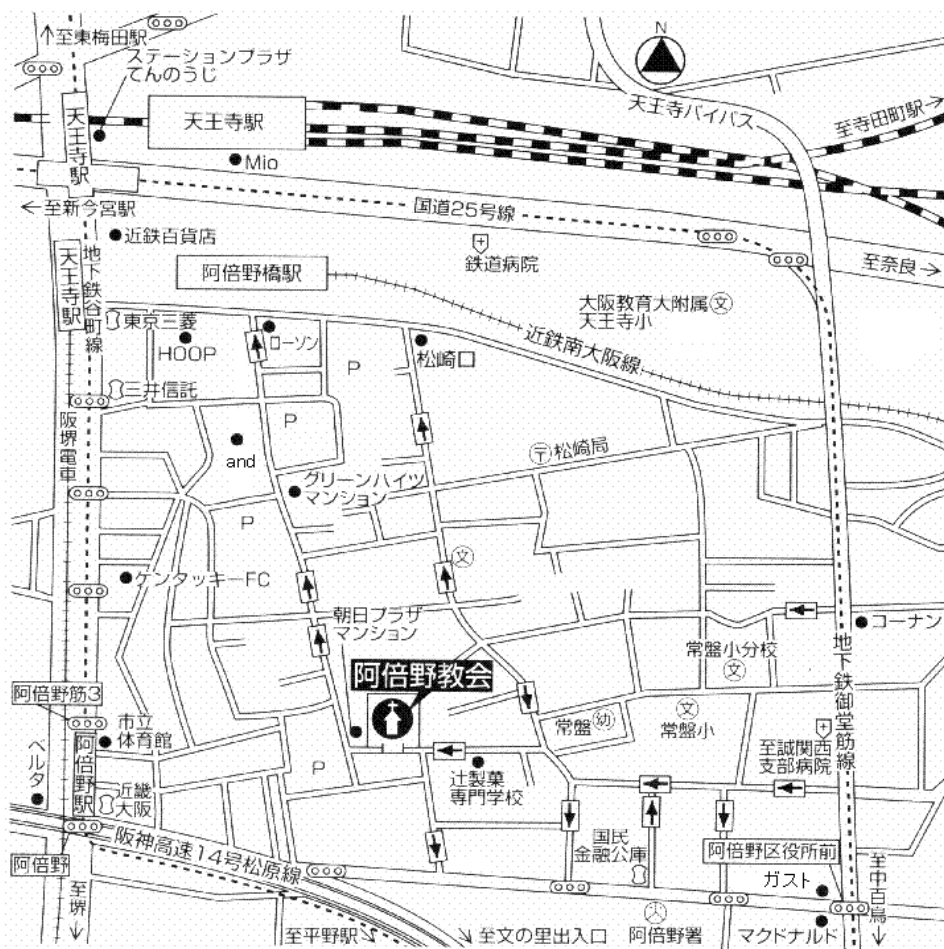 ↑至東梅田駅
ステーションプラザ
てんのうじ
N
天王寺駅
天王寺駅
天王寺バイパス
至寺田町駅
Mio
←至新今宮駅
国道25号線
近鉄百貨店
鉄道病院
至奈良→
天王寺駅
地下鉄谷町線
阿倍野橋駅
大阪教育大附属
天王寺小
文
東京三菱
HOOP
ローソン
松崎口
近鉄南大阪線
三井信託
P
P
阪堺電車
and
〒松崎局
グリーンハイツ
マンション
P
文
ケンタッキーFC
朝日プラザ
マンション
コーナン
地下鉄御堂筋線
阿倍野教会
常盤小分校
文
阿倍野筋3
市立
体育館
常盤
幼
文
常盤小
至誠関西
支部病院
ベルタ
阿倍野駅
近畿
大阪
P
辻製菓
専門学校
阪神高速14号松原線
国民
金融公庫
阿倍野区役所前
阿倍野
ガスト
至堺
至中百鳥
至平野駅
至文の里出入口
阿倍野署
マクドナルド